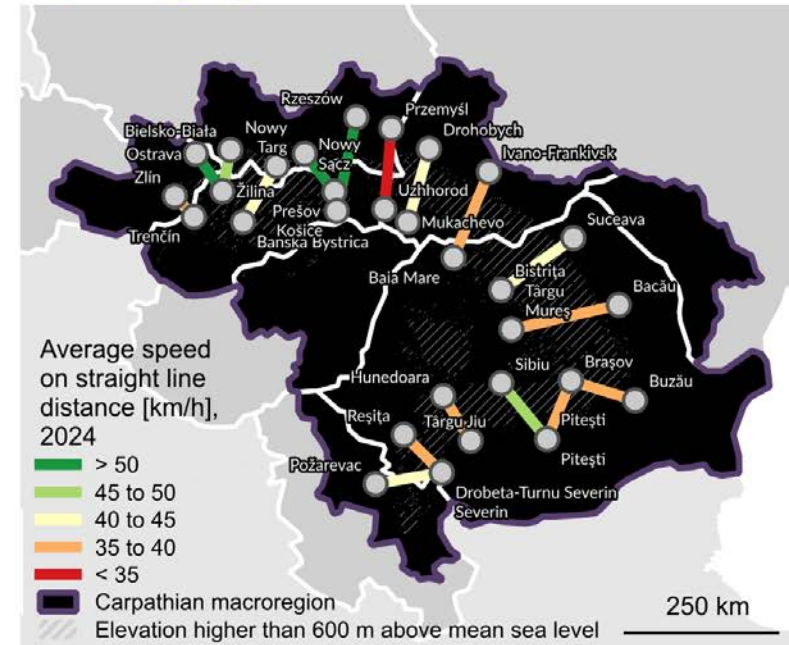 Rzeszów
Przemyśl
Drohobych
Bielsko-Biała
Nowy
Targ
Nowy
Sącz
Ivano-Frankivsk
Ostrava
Zlín
Žilina
Uzhhorod
Trenčín
Prešov
Košice
Banska Bystrica
Mukachevo
Suceava
Baia Mare
Bistrița
Târgu
Mureș
Bacău
Average speed
on straight line
distance [km/h],
2024
Hunedoara
Sibiu
Brașov
Buzău
Reșița
Târgu Jiu
Pitești
Pitești
Požarevac
Drobeta-Turnu Severin
Severin
> 50
45 to 50
40 to 45
35 to 40
< 35
Carpathian macroregion
Elevation higher than 600 m above mean sea level
250 km